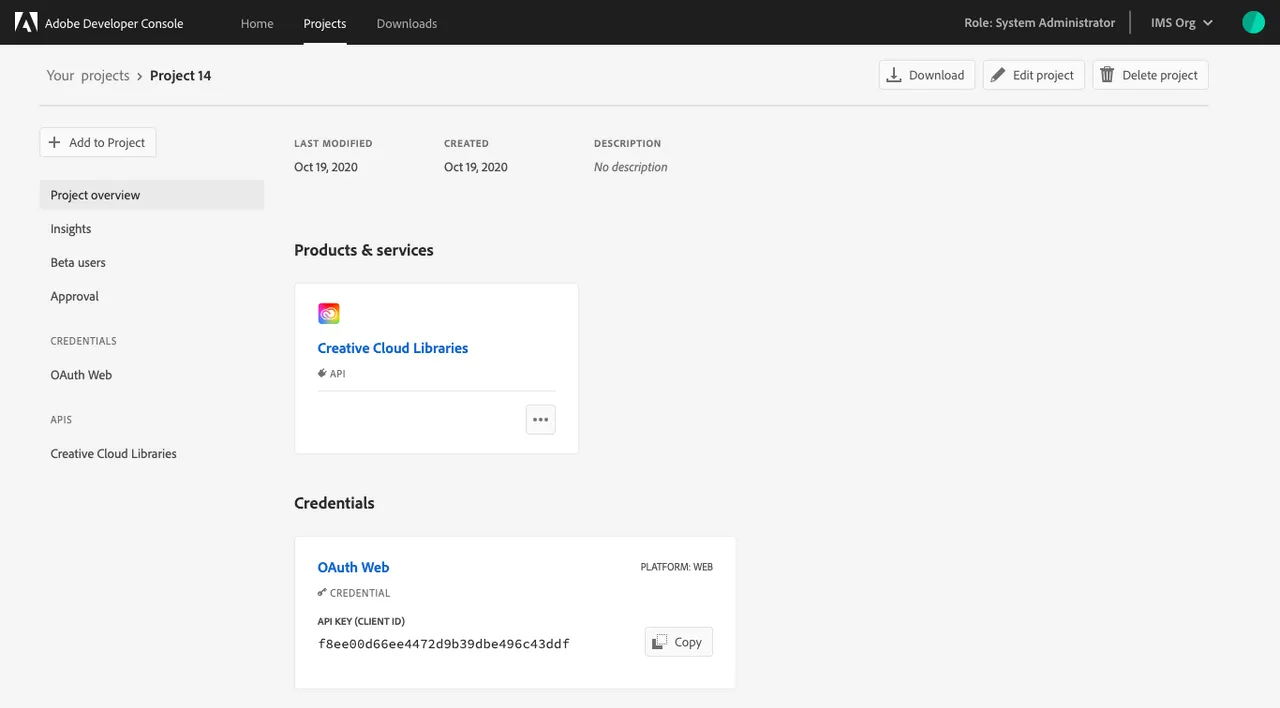 Adobe Developer Console
Home
Projects
Downloads
Role: System Administrator
IMS Org
Your projects › Project 14
Download
Edit project
Delete project
Add to Project
Project overview
Insights
Beta users
Approval
CREDENTIALS
OAuth Web
APIS
Creative Cloud Libraries
LAST MODIFIED
Oct 19, 2020
CREATED
Oct 19, 2020
DESCRIPTION
No description
Products & services
Creative Cloud Libraries
API
Credentials
OAuth Web
PLATFORM: WEB
CREDENTIAL
API KEY (CLIENT ID)
f8ee00d66ee4472d9b39dbe496c43ddf
Copy